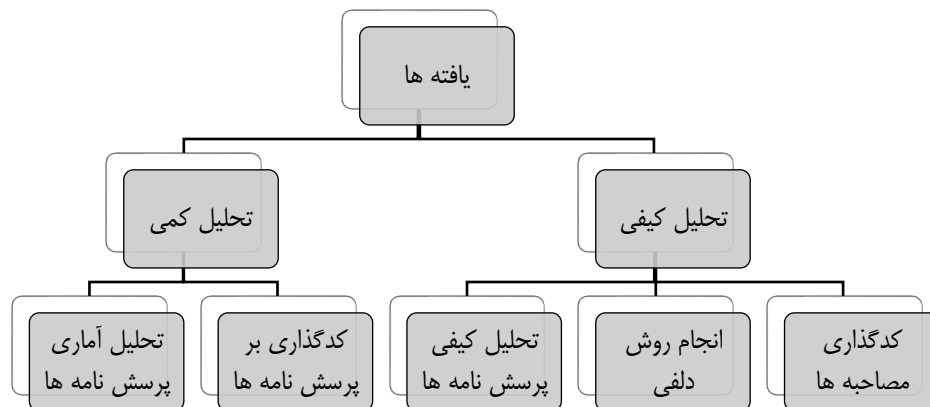 یافته ها
تحلیل کیفی
تحلیل کمی
کدگذاری
مصاحبه ها
انجام روش
دلفی
تحلیل کیفی
پرسش نامه ها
کدگذاری بر
پرسش نامه ها
تحلیل آماری
پرسش نامه ها